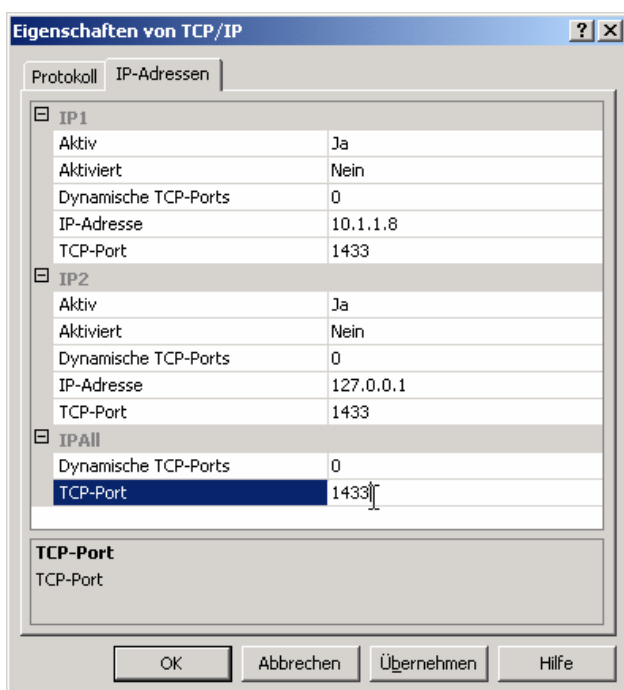 Eigenschaften von TCP/IP
Protokoll IP-Adressen
IP1
Aktiv Ja
Aktiviert Nein
Dynamische TCP-Ports 0
IP-Adresse 10.1.1.8
TCP-Port 1433
IP2
Aktiv Ja
Aktiviert Nein
Dynamische TCP-Ports 0
IP-Adresse 127.0.0.1
TCP-Port 1433
IPAll
Dynamische TCP-Ports 0
TCP-Port 1433
TCP-Port
TCP-Port
OK Abbrechen Übernehmen Hilfe